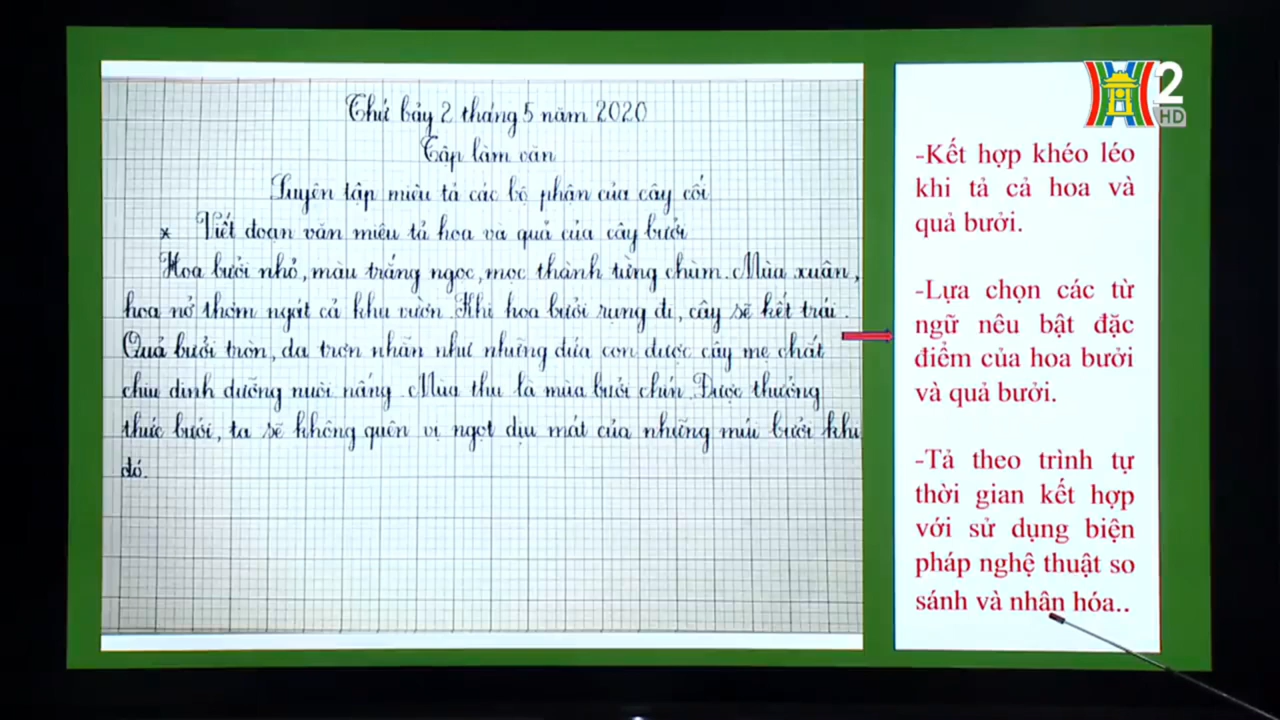 Thứ bảy 2 tháng 5 năm 2020
Tập làm văn
Luyện tập miêu tả các bộ phận của cây cối
* Viết đoạn văn miêu tả hoa và quả của cây bưởi
Hoa bưởi nhỏ, màu trắng ngọc, mọc thành từng chùm. Mùa xuân,
hoa nở thơm ngát cả khu vườn. Khi hoa bưởi rụng đi, cây sẽ kết trái.
Quả bưởi tròn, da trơn nhẵn như những đứa con được cây mẹ chắt
chiu dinh dưỡng nuôi nấng. Mùa thu là mùa bưởi chín. Được thưởng
thức bưởi, ta sẽ không quên vị ngọt dịu mát của những múi bưởi khi
đó.
2
HD
-Kết hợp khéo léo
khi tả cả hoa và
quả bưởi.
-Lựa chọn các từ
ngữ nêu bật đặc
điểm của hoa bưởi
và quả bưởi.
-Tả theo trình tự
thời gian kết hợp
với sử dụng biện
pháp nghệ thuật so
sánh và nhân hóa..